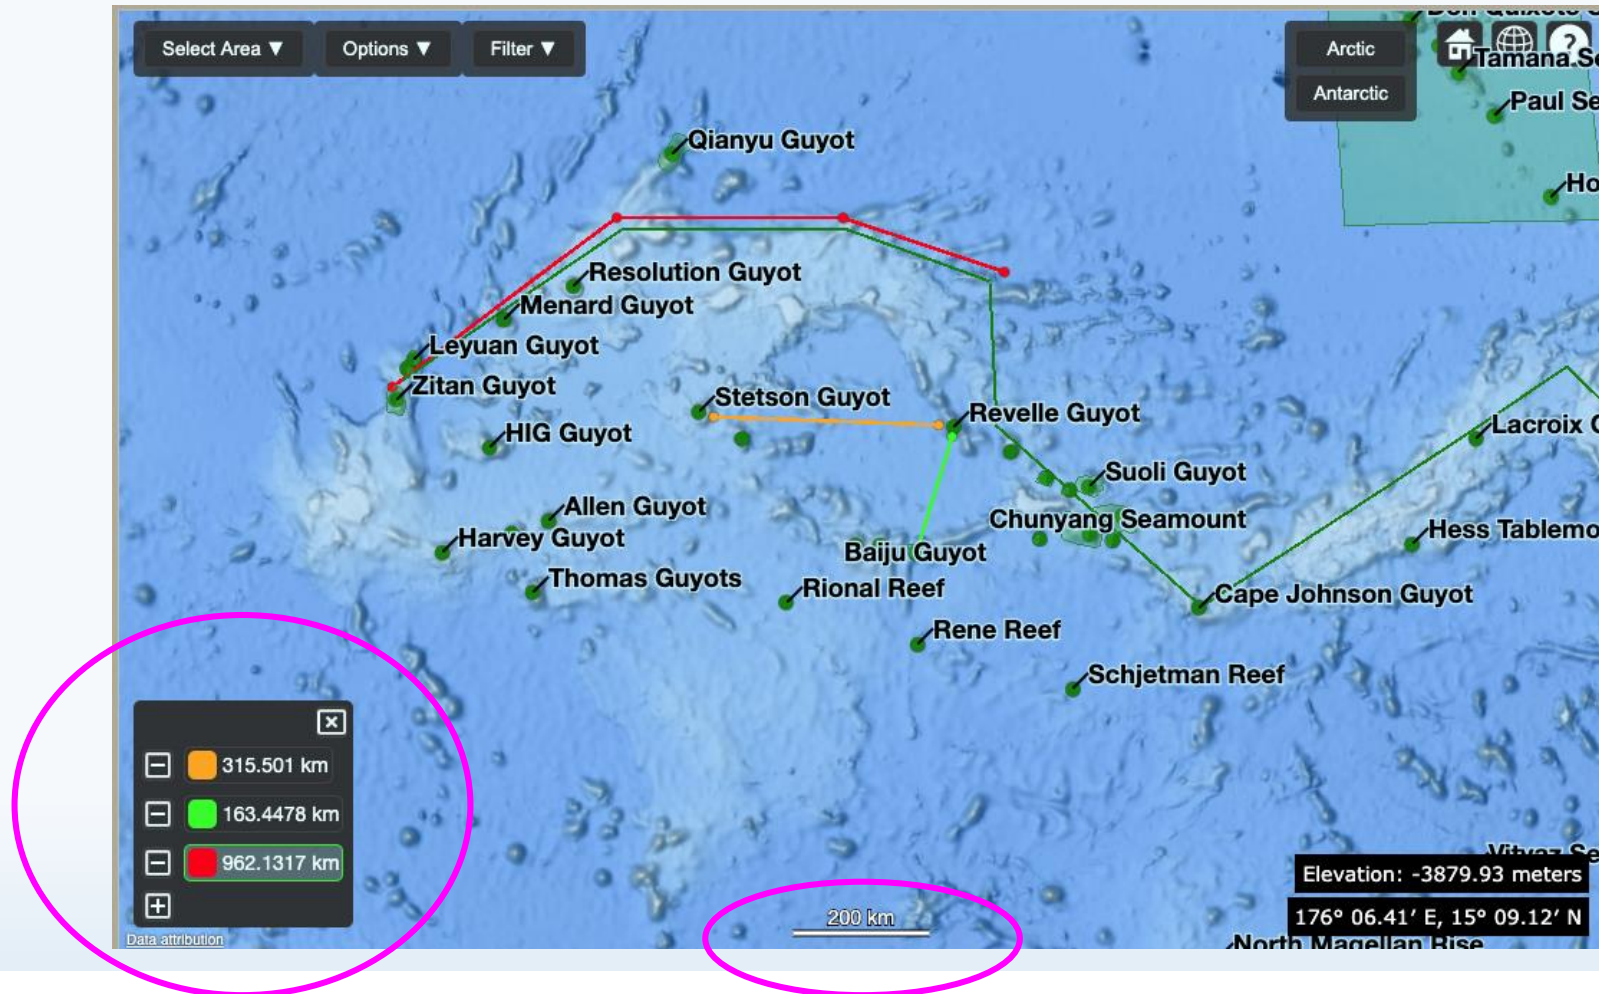 Select Area ▼
Options ▼
Filter ▼
Arctic
Antarctic
Qianyu Guyot
Paul Se
Ho
Resolution Guyot
Menard Guyot
Leyuan Guyot
Zitan Guyot
Stetson Guyot
Revelle Guyot
Lacroix G
HIG Guyot
Suoli Guyot
Allen Guyot
Chunyang Seamount
Harvey Guyot
Hess Tablemo
Baiju Guyot
Thomas Guyots
Rional Reef
Cape Johnson Guyot
Rene Reef
Schjetman Reef
315.501 km
163.4478 km
962.1317 km
Elevation: -3879.93 meters
200 km
176° 06.41′ E, 15° 09.12′ N
Data attribution
North Magellan Rise